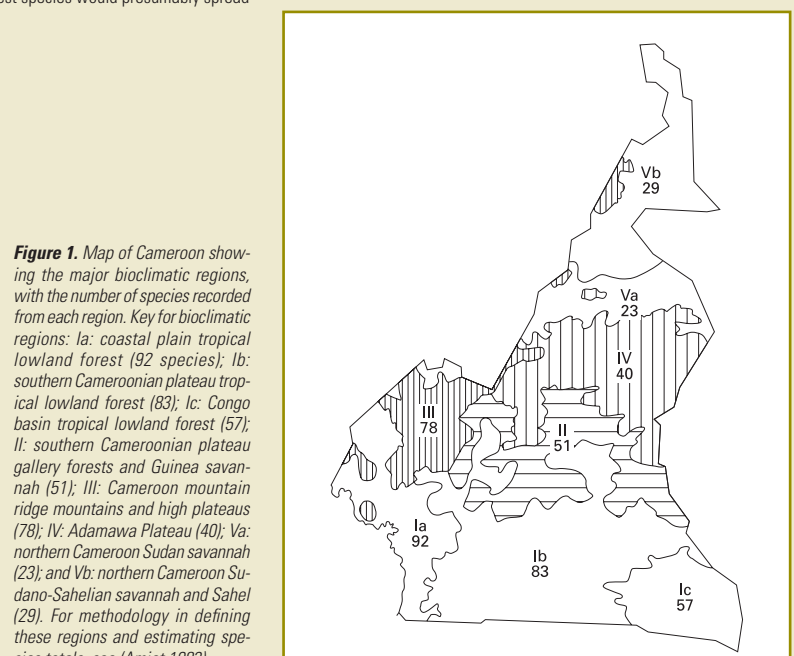 st species would presumably spread
Figure 1. Map of Cameroon show-
ing the major bioclimatic regions,
with the number of species recorded
from each region. Key for bioclimatic
regions: Ia: coastal plain tropical
lowland forest (92 species); Ib:
southern Cameroonian plateau trop-
ical lowland forest (83); Ic: Congo
basin tropical lowland forest (57);
II: southern Cameroonian plateau
gallery forests and Guinea savan-
nah (51); III: Cameroon mountain
ridge mountains and high plateaus
(78); IV: Adamawa Plateau (40); Va:
northern Cameroon Sudan savannah
(23); and Vb: northern Cameroon Su-
dano-Sahelian savannah and Sahel
(29). For methodology in defining
these regions and estimating spe-
Vb
29
Va
23
IV
40
III
78
II
51
Ia
92
Ib
83
Ic
57